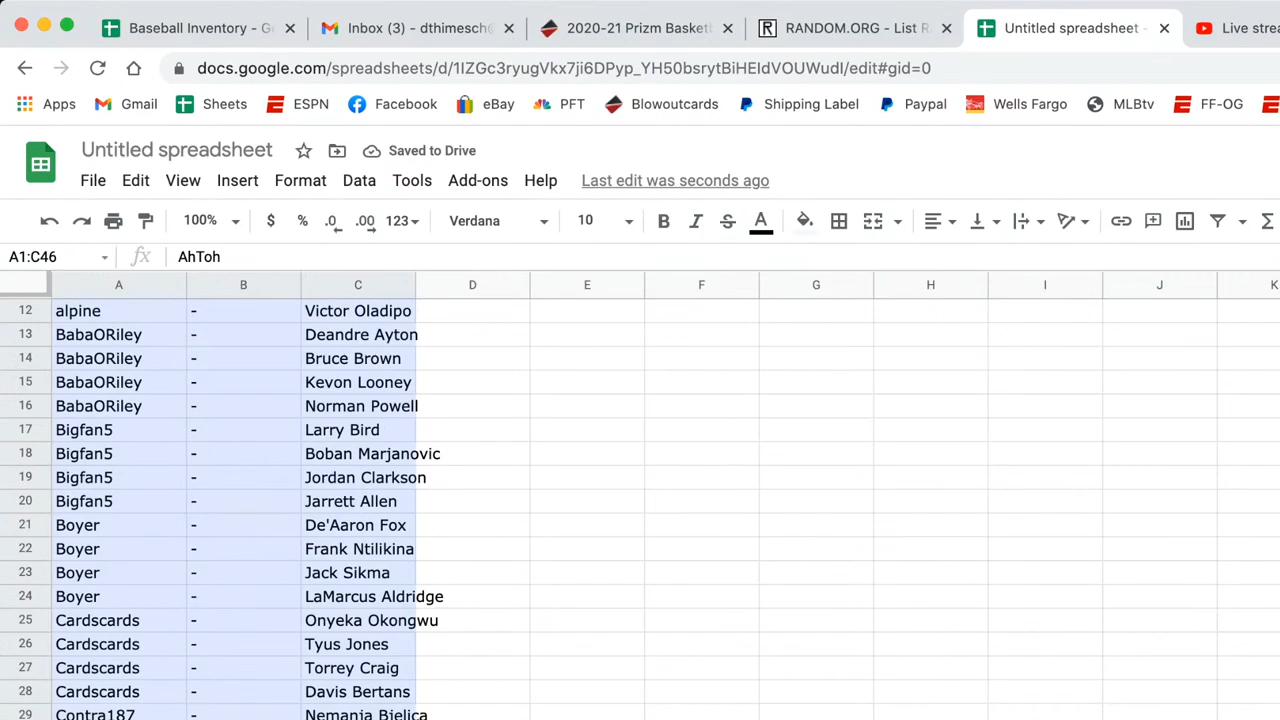 Baseball Inventory - Go
Inbox (3) - dthimesch@
2020-21 Prizm Basketb
RANDOM.ORG - List Ra
Untitled spreadsheet -
Live strea
docs.google.com/spreadsheets/d/1IZGc3ryugVkx7ji6DPyp_YH50bsrytBiHEIdVOUWudI/edit#gid=0
Apps Gmail Sheets ESPN Facebook eBay PFT Blowoutcards Shipping Label Paypal Wells Fargo MLBtv FF-OG
Untitled spreadsheet Saved to Drive
File Edit View Insert Format Data Tools Add-ons Help Last edit was seconds ago
100% $ % .0 .00 123 Verdana 10 B I S A Σ
A1:C46 fx AhToh
A B C D E F G H I J K
12 alpine - Victor Oladipo
13 BabaORiley - Deandre Ayton
14 BabaORiley - Bruce Brown
15 BabaORiley - Kevon Looney
16 BabaORiley - Norman Powell
17 Bigfan5 - Larry Bird
18 Bigfan5 - Boban Marjanovic
19 Bigfan5 - Jordan Clarkson
20 Bigfan5 - Jarrett Allen
21 Boyer - De'Aaron Fox
22 Boyer - Frank Ntilikina
23 Boyer - Jack Sikma
24 Boyer - LaMarcus Aldridge
25 Cardscards - Onyeka Okongwu
26 Cardscards - Tyus Jones
27 Cardscards - Torrey Craig
28 Cardscards - Davis Bertans
29 Contra187 - Nemanja Bjelica